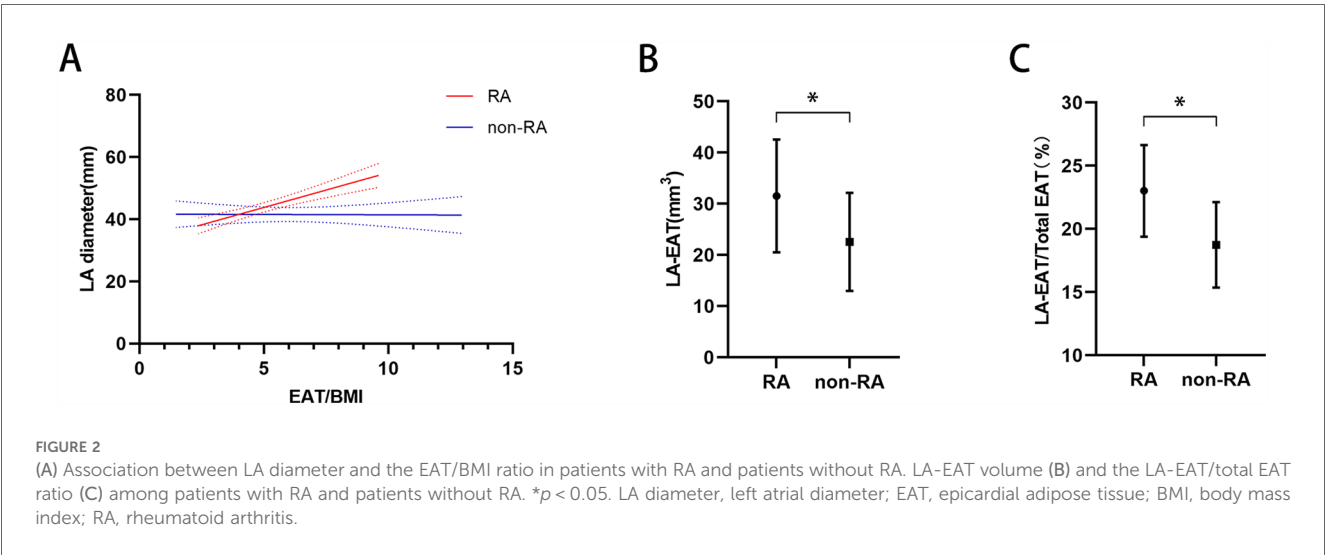 A
80
60
40
20
0
LA diameter(mm)
0 5 10 15
EAT/BMI
RA
non-RA
B
*
50
40
30
20
10
0
LA-EAT(mm³)
RA non-RA
C
*
30
25
20
15
10
LA-EAT/Total EAT(%)
RA non-RA
FIGURE 2
(A) Association between LA diameter and the EAT/BMI ratio in patients with RA and patients without RA. LA-EAT volume (B) and the LA-EAT/total EAT
ratio (C) among patients with RA and patients without RA. *p < 0.05. LA diameter, left atrial diameter; EAT, epicardial adipose tissue; BMI, body mass
index; RA, rheumatoid arthritis.